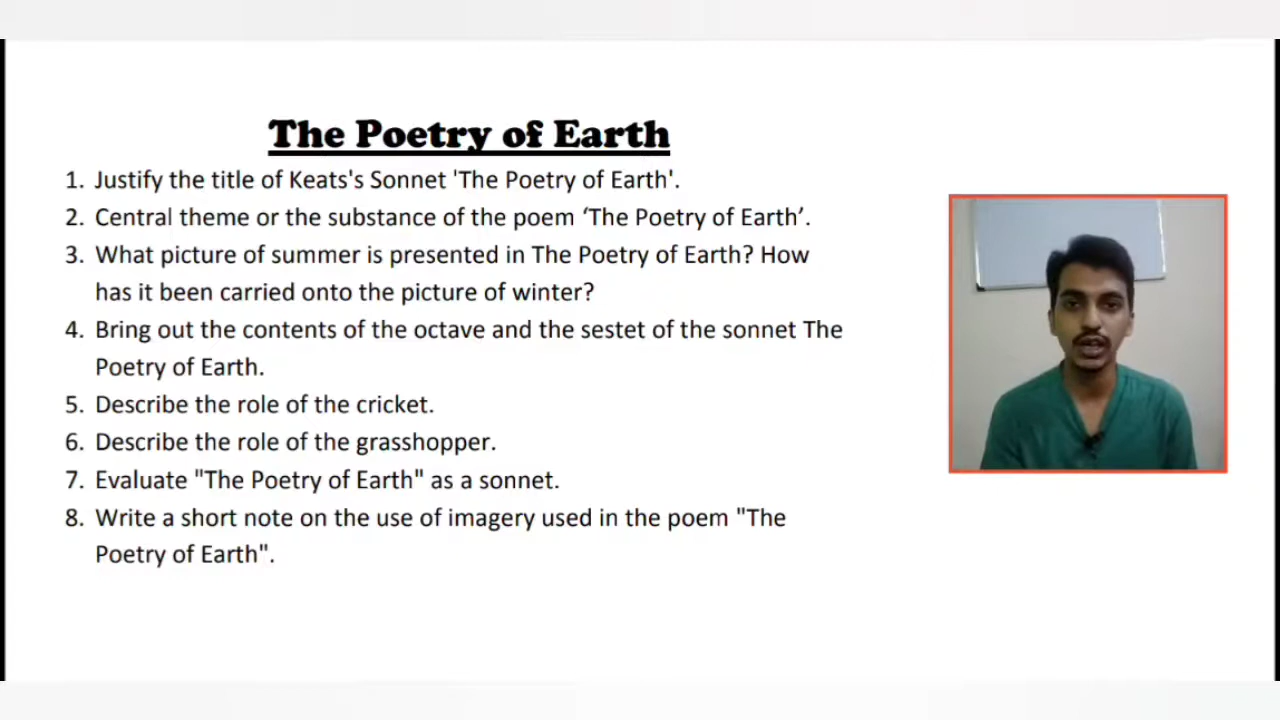 The Poetry of Earth
1. Justify the title of Keats's Sonnet 'The Poetry of Earth'.
2. Central theme or the substance of the poem ‘The Poetry of Earth’.
3. What picture of summer is presented in The Poetry of Earth? How
has it been carried onto the picture of winter?
4. Bring out the contents of the octave and the sestet of the sonnet The
Poetry of Earth.
5. Describe the role of the cricket.
6. Describe the role of the grasshopper.
7. Evaluate "The Poetry of Earth" as a sonnet.
8. Write a short note on the use of imagery used in the poem "The
Poetry of Earth".